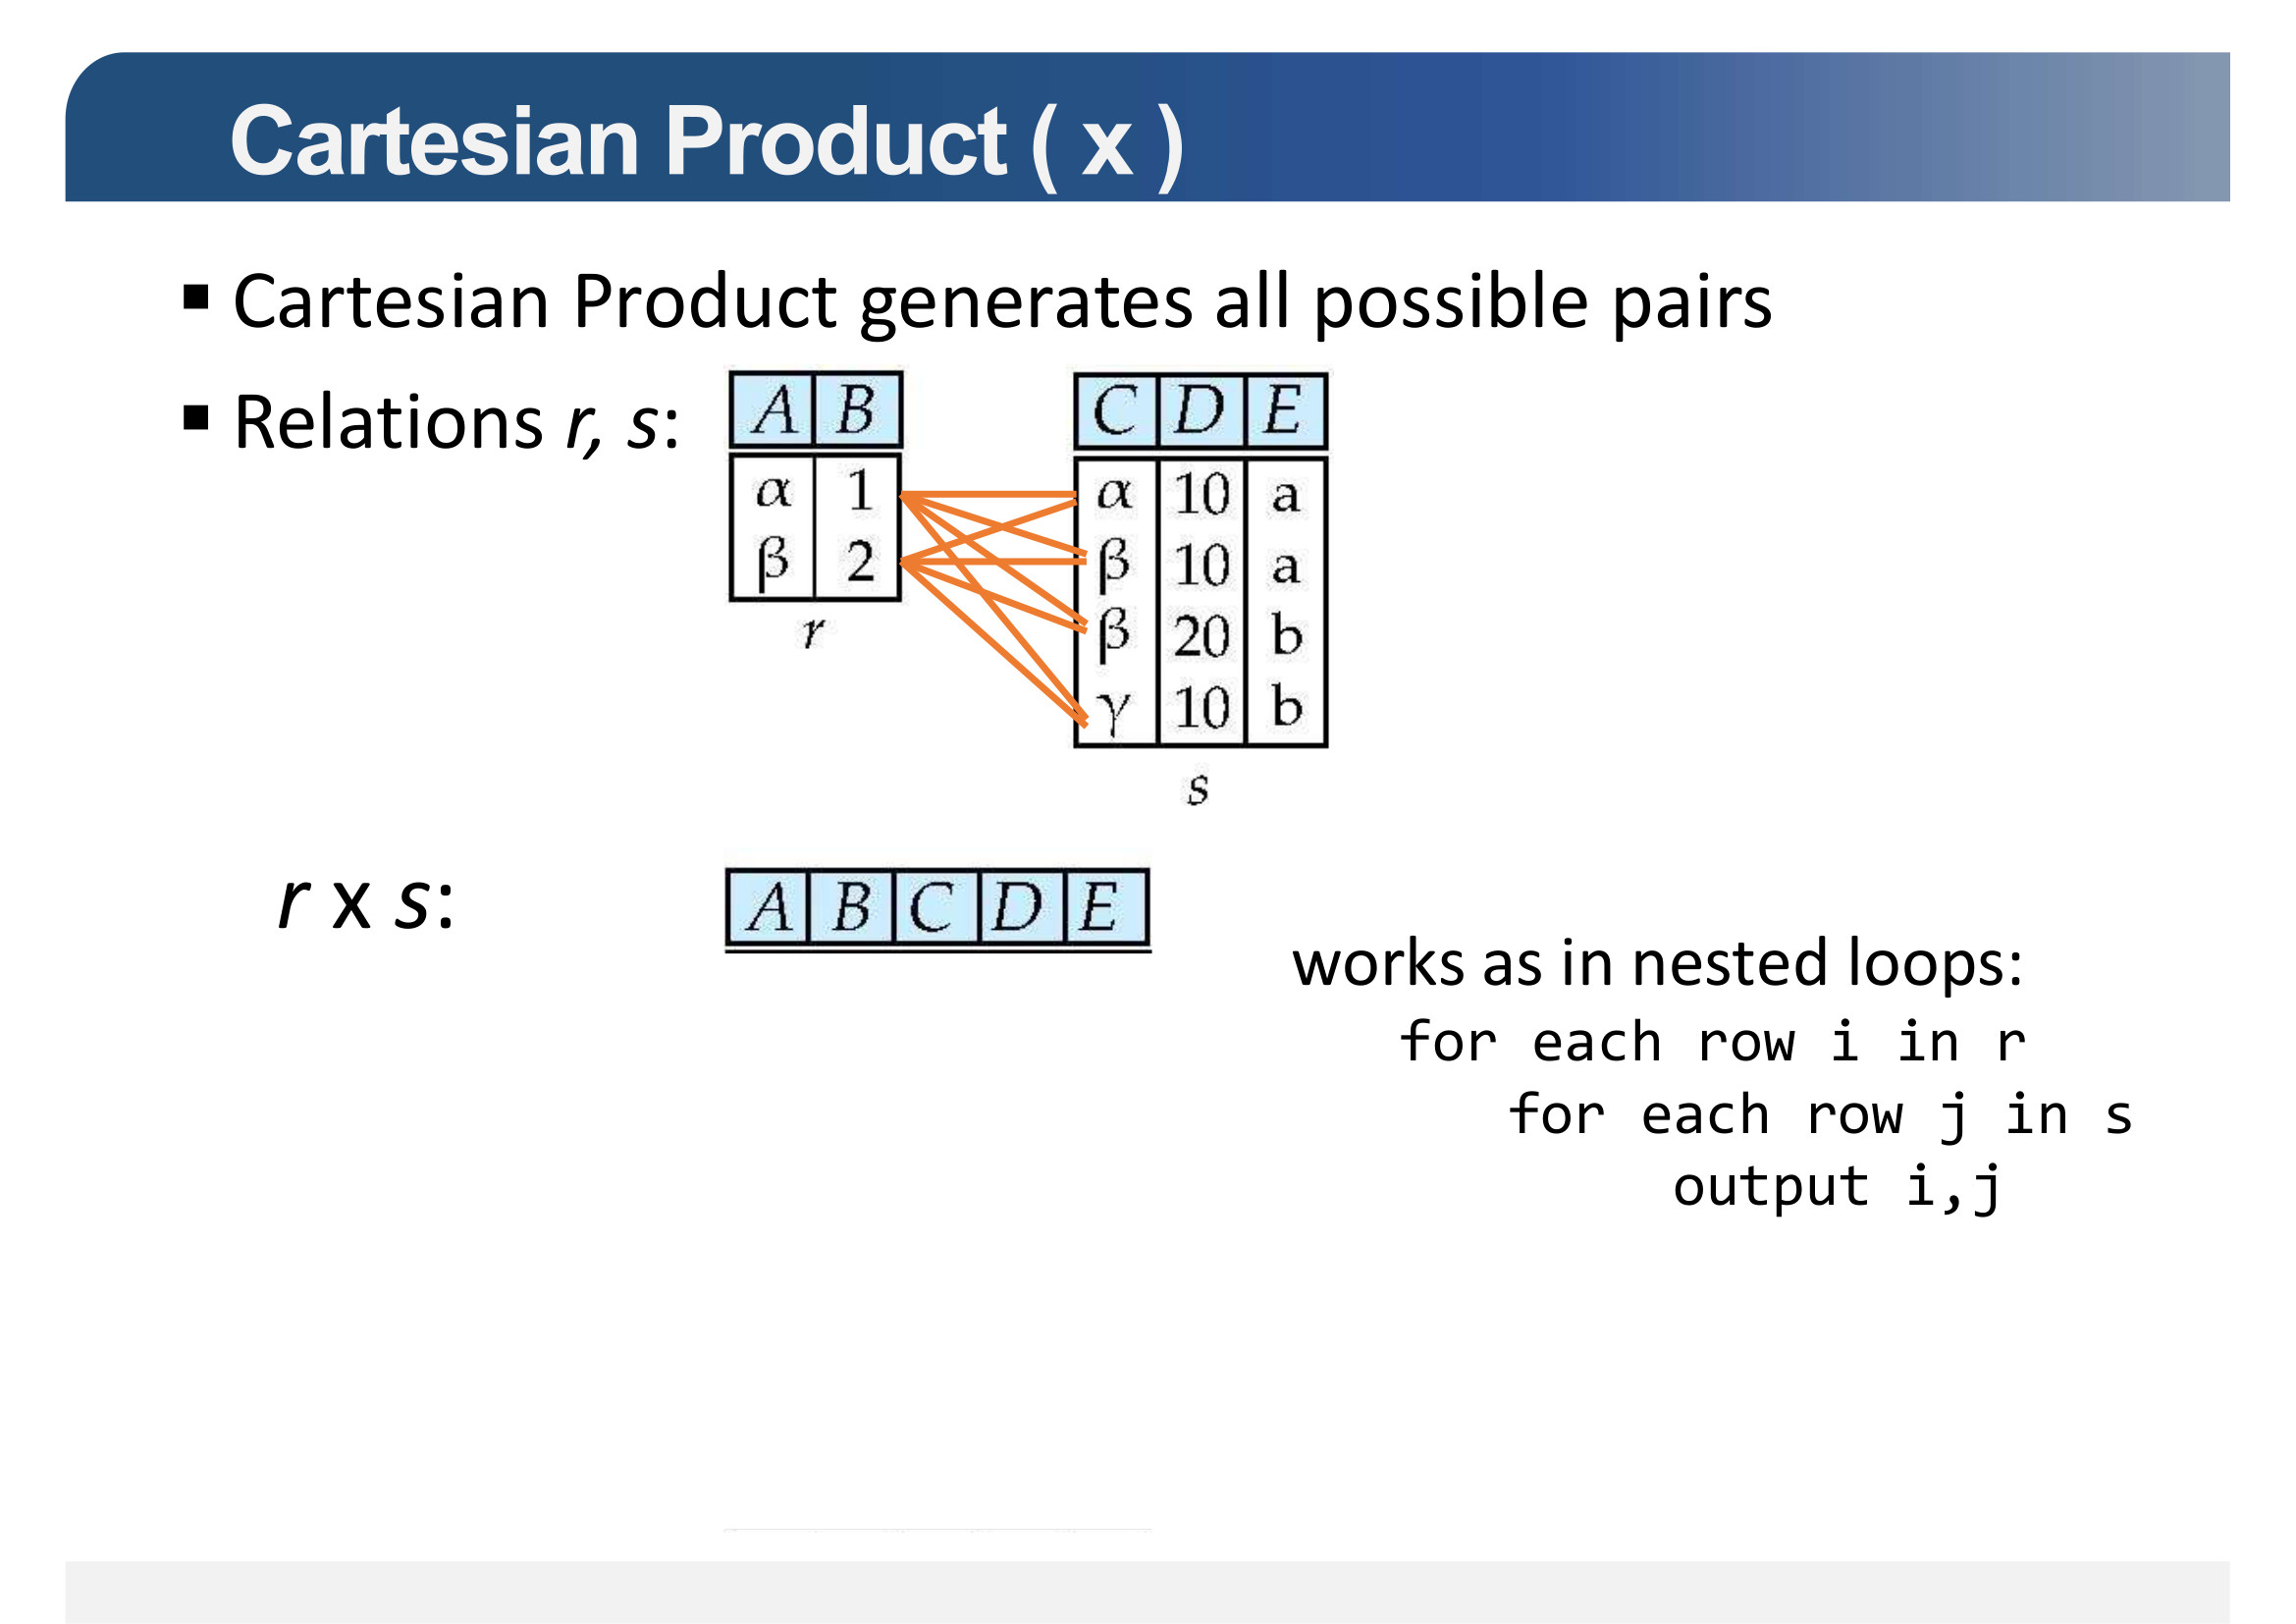 Cartesian Product ( x )
▪ Cartesian Product generates all possible pairs
▪ Relations r, s:
A B
α 1
β 2
r
C D E
α 10 a
β 10 a
β 20 b
γ 10 b
s
r x s:
A B C D E
works as in nested loops:
for each row i in r
for each row j in s
output i,j